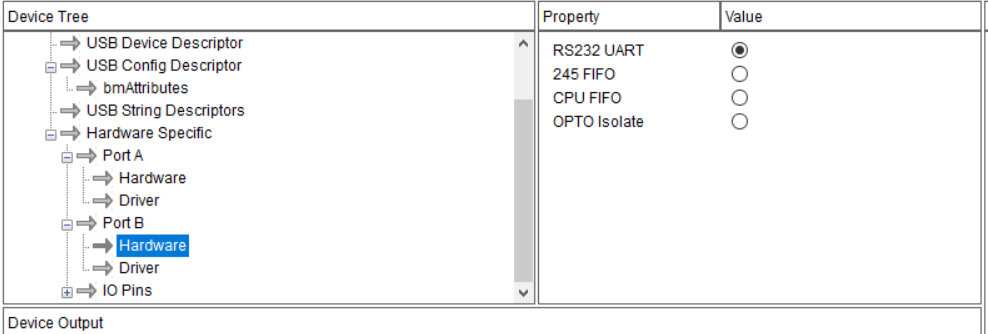 Device Tree
USB Device Descriptor
USB Config Descriptor
bmAttributes
USB String Descriptors
Hardware Specific
Port A
Hardware
Driver
Port B
Hardware
Driver
IO Pins
Property Value
RS232 UART
245 FIFO
CPU FIFO
OPTO Isolate
Device Output